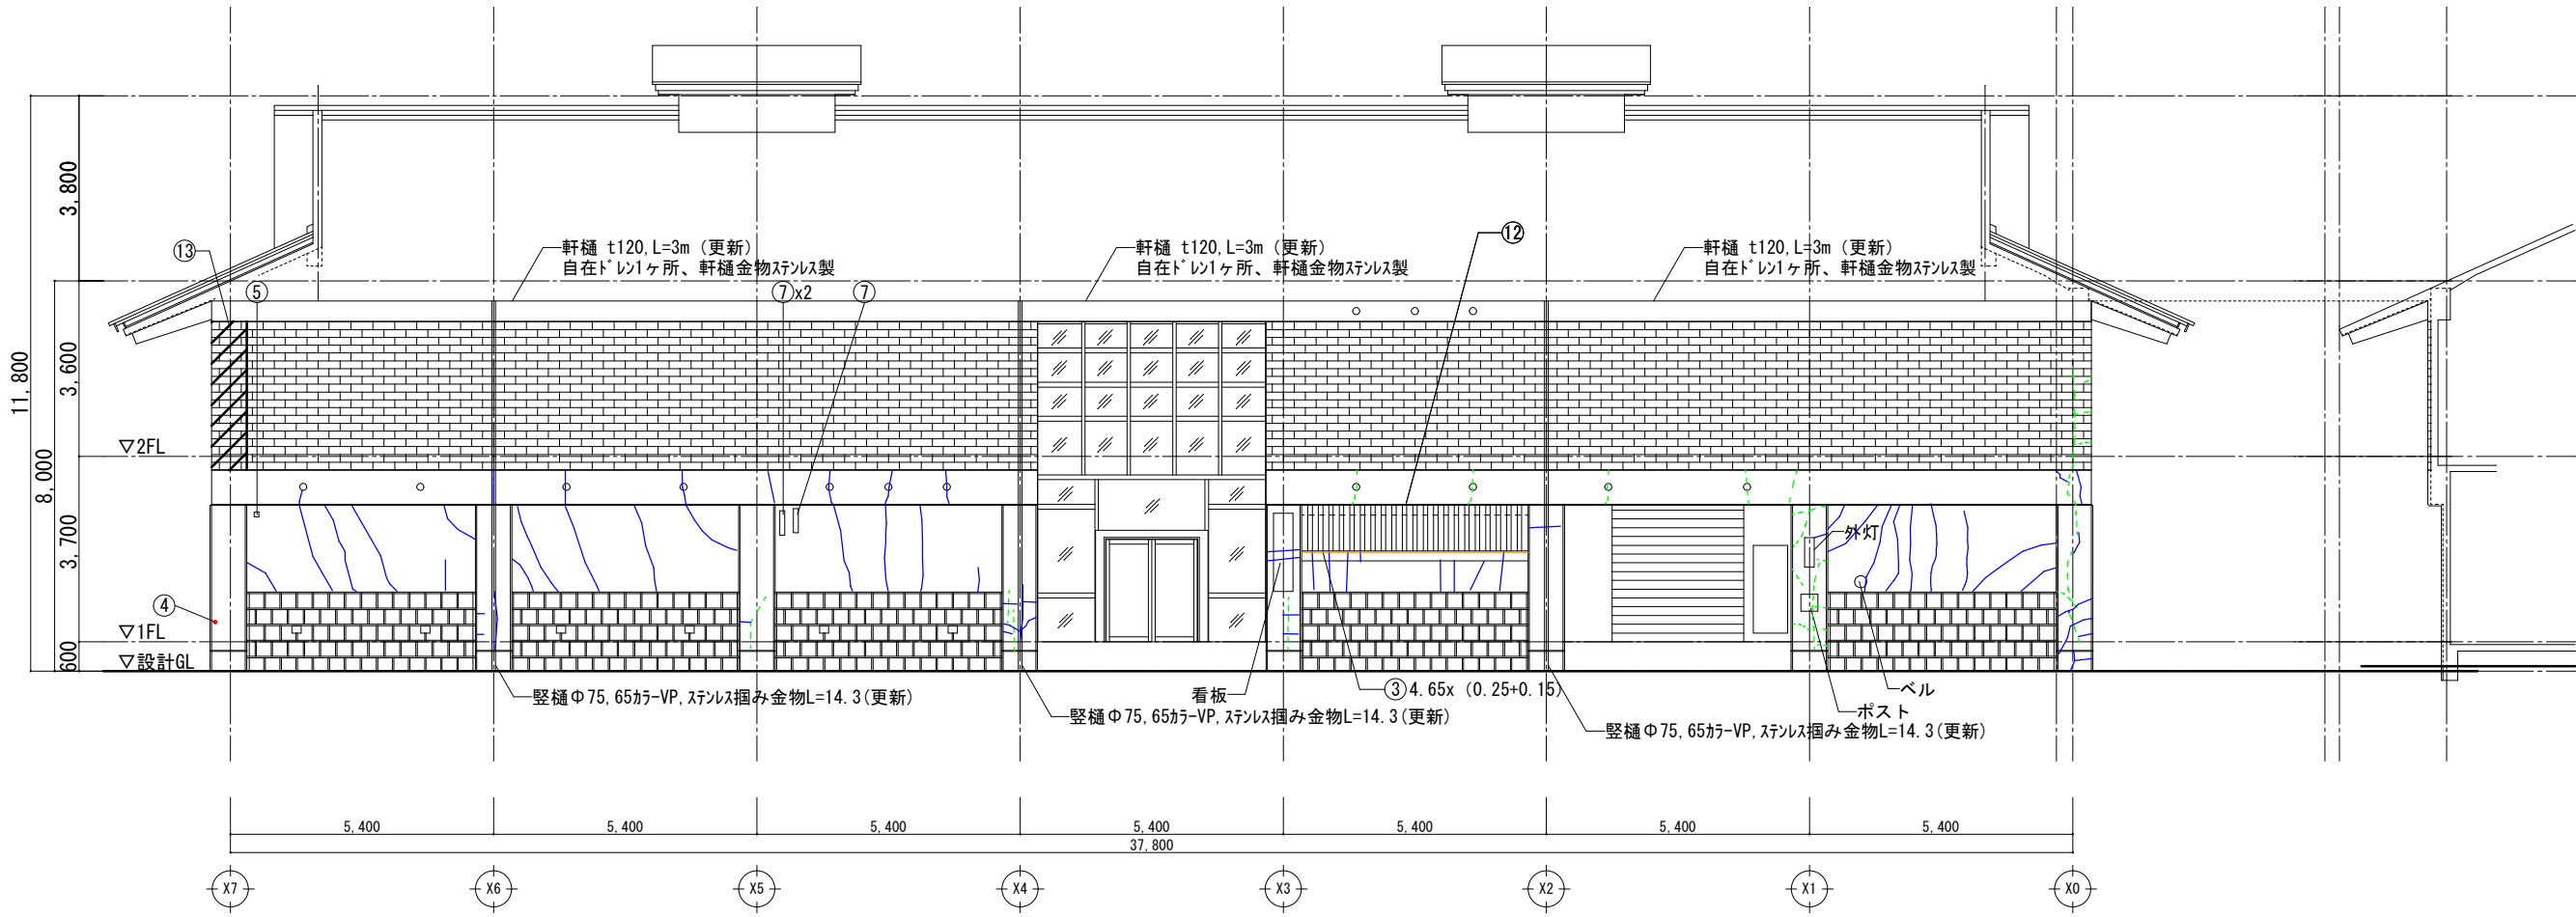 軒樋 t120,L=3m（更新）
自在ﾄﾞﾚﾝ1ヶ所、軒樋金物ｽﾃﾝﾚｽ製
軒樋 t120,L=3m（更新）
自在ﾄﾞﾚﾝ1ヶ所、軒樋金物ｽﾃﾝﾚｽ製
軒樋 t120,L=3m（更新）
自在ﾄﾞﾚﾝ1ヶ所、軒樋金物ｽﾃﾝﾚｽ製
⑬
⑫
⑤
⑦x2
⑦
3,800
3,600
3,700
600
11,800
8,000
▽2FL
▽1FL
▽設計GL
④
外灯
竪樋Φ75,65ｶﾗｰVP,ｽﾃﾝﾚｽ掴み金物L=14.3(更新)
看板
竪樋Φ75,65ｶﾗｰVP,ｽﾃﾝﾚｽ掴み金物L=14.3(更新)
③4.65x（0.25+0.15）
ベル
ポスト
竪樋Φ75,65ｶﾗｰVP,ｽﾃﾝﾚｽ掴み金物L=14.3(更新)
5,400
5,400
5,400
5,400
5,400
5,400
5,400
37,800
X7
X6
X5
X4
X3
X2
X1
X0